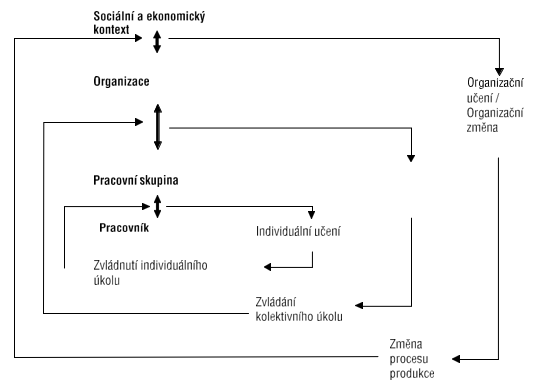 Sociální a ekonomický
kontext
Organizace
Organizační
učení /
Organizační
změna
Pracovní skupina
Pracovník
Individuální učení
Zvládnutí individuálního
úkolu
Zvládání
kolektivního úkolu
Změna
procesu
produkce